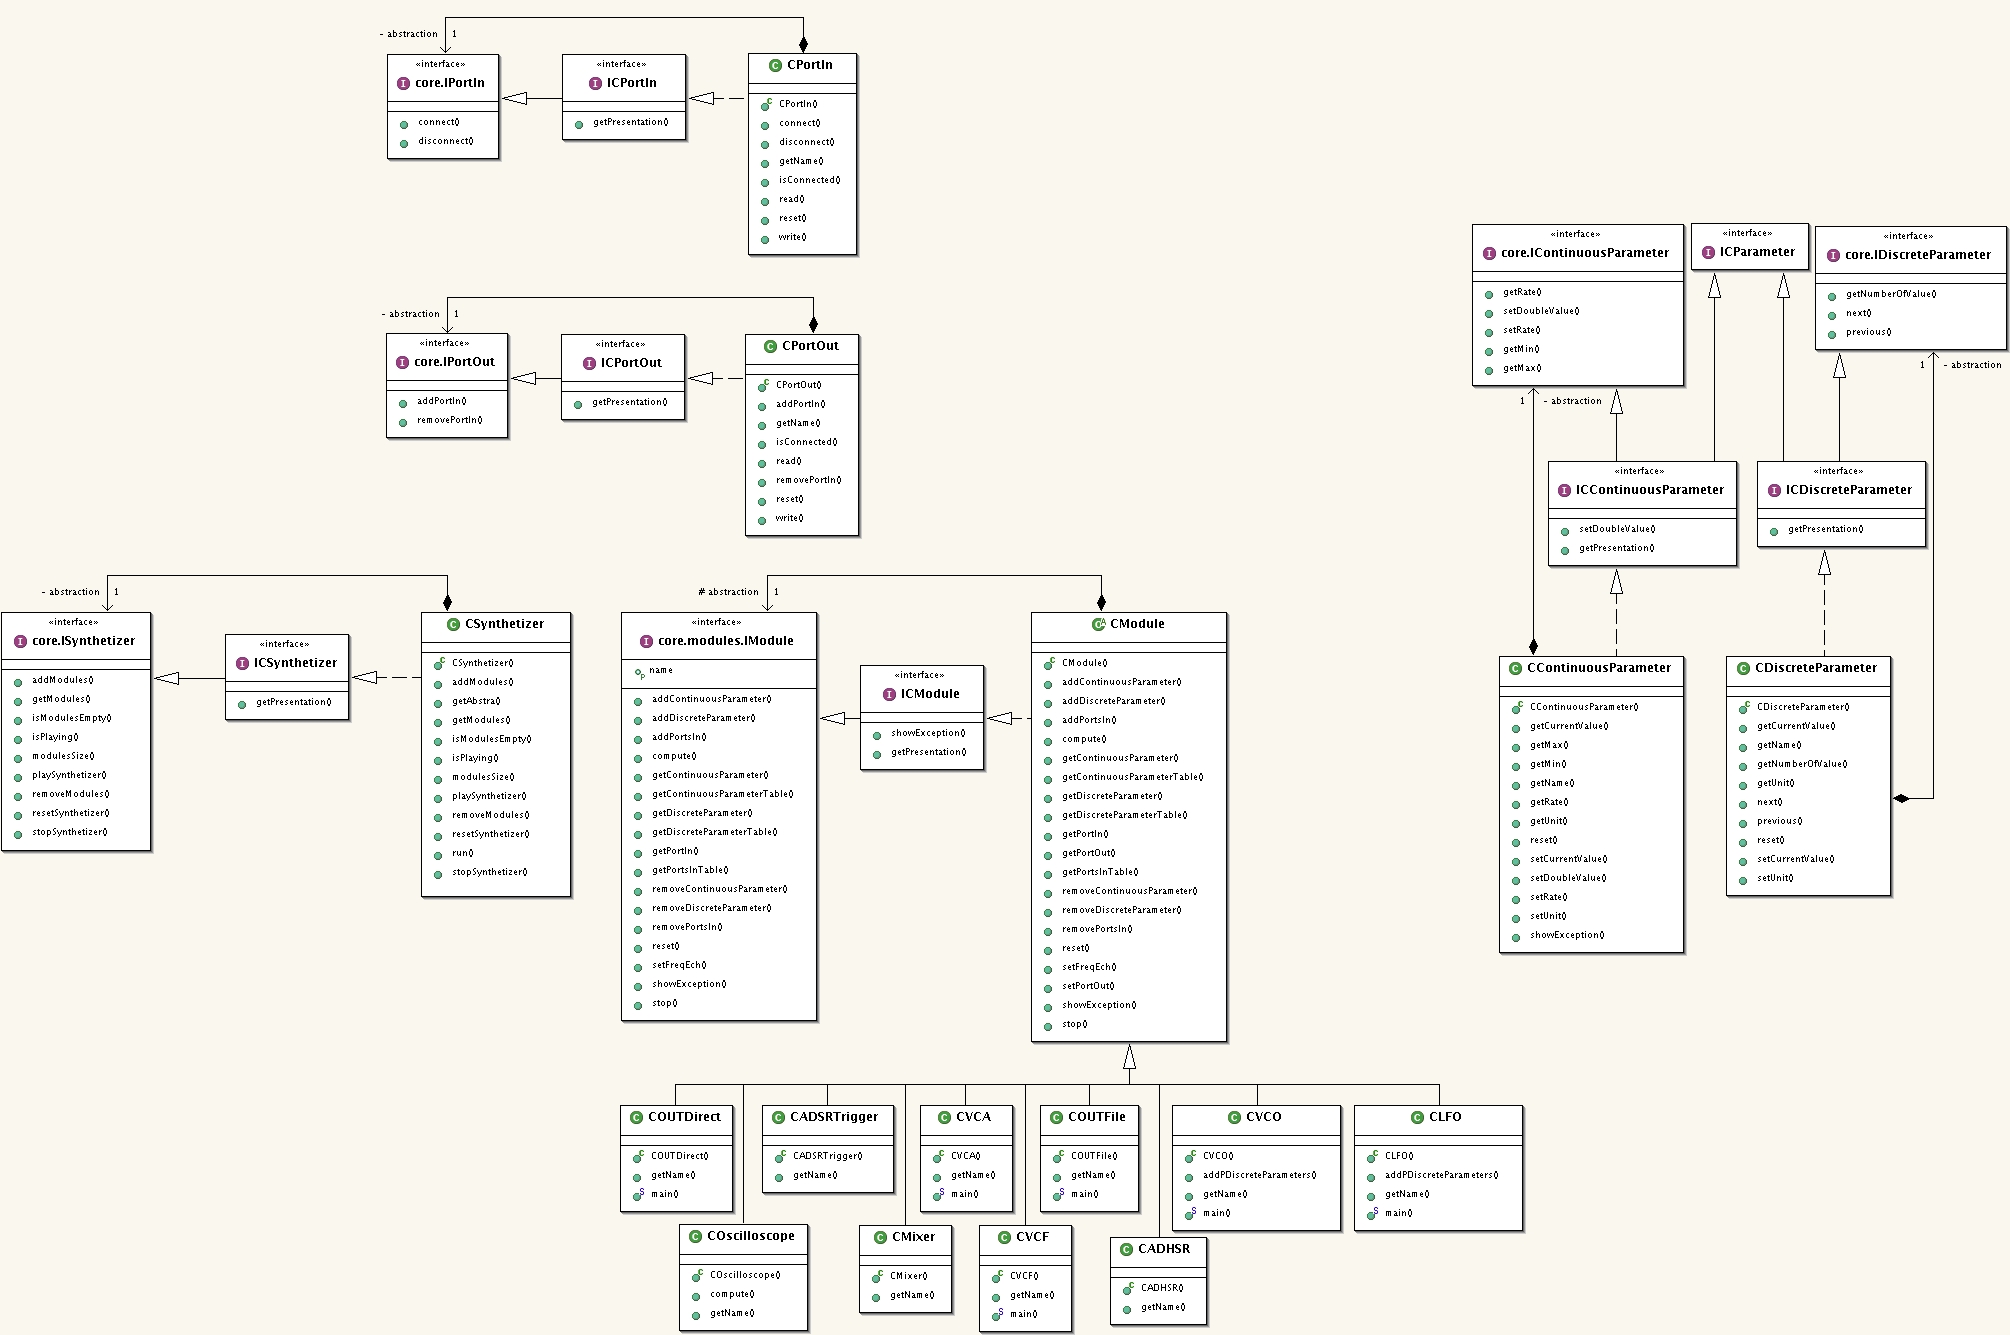 - abstraction 1
«interface»
core.IPortIn
connect()
disconnect()
«interface»
ICPortIn
getPresentation()
CPortIn
CPortIn()
connect()
disconnect()
getName()
isConnected()
read()
reset()
write()
- abstraction 1
«interface»
core.IPortOut
addPortIn()
removePortIn()
«interface»
ICPortOut
getPresentation()
CPortOut
CPortOut()
addPortIn()
getName()
isConnected()
read()
removePortIn()
reset()
write()
«interface»
core.IContinuousParameter
getRate()
setDoubleValue()
setRate()
getMin()
getMax()
«interface»
ICParameter
«interface»
core.IDiscreteParameter
getNumberOfValue()
next()
previous()
1 - abstraction
1 - abstraction
«interface»
ICContinuousParameter
setDoubleValue()
getPresentation()
«interface»
ICDiscreteParameter
getPresentation()
CContinuousParameter
CContinuousParameter()
getCurrentValue()
getMax()
getMin()
getName()
getRate()
getUnit()
reset()
setCurrentValue()
setDoubleValue()
setRate()
setUnit()
showException()
CDiscreteParameter
CDiscreteParameter()
getCurrentValue()
getName()
getNumberOfValue()
getUnit()
next()
previous()
reset()
setCurrentValue()
setUnit()
- abstraction 1
«interface»
core.ISynthetizer
addModules()
getModules()
isModulesEmpty()
isPlaying()
modulesSize()
playSynthetizer()
removeModules()
resetSynthetizer()
stopSynthetizer()
«interface»
ICSynthetizer
getPresentation()
CSynthetizer
CSynthetizer()
addModules()
getAbstra()
getModules()
isModulesEmpty()
isPlaying()
modulesSize()
playSynthetizer()
removeModules()
resetSynthetizer()
run()
stopSynthetizer()
# abstraction 1
«interface»
core.modules.IModule
name
addContinuousParameter()
addDiscreteParameter()
addPortsIn()
compute()
getContinuousParameter()
getContinuousParameterTable()
getDiscreteParameter()
getDiscreteParameterTable()
getPortIn()
getPortsInTable()
removeContinuousParameter()
removeDiscreteParameter()
removePortsIn()
reset()
setFreqEch()
showException()
stop()
«interface»
ICModule
showException()
getPresentation()
CModule
CModule()
addContinuousParameter()
addDiscreteParameter()
addPortsIn()
compute()
getContinuousParameter()
getContinuousParameterTable()
getDiscreteParameter()
getDiscreteParameterTable()
getPortIn()
getPortOut()
getPortsInTable()
removeContinuousParameter()
removeDiscreteParameter()
removePortsIn()
reset()
setFreqEch()
setPortOut()
showException()
stop()
COUTDirect
COUTDirect()
getName()
main()
CADSRTrigger
CADSRTrigger()
getName()
CVCA
CVCA()
getName()
main()
COUTFile
COUTFile()
getName()
main()
CVCO
CVCO()
addPDiscreteParameters()
getName()
main()
CLFO
CLFO()
addPDiscreteParameters()
getName()
main()
COscilloscope
COscilloscope()
compute()
getName()
CMixer
CMixer()
getName()
CVCF
CVCF()
getName()
main()
CADHSR
CADHSR()
getName()